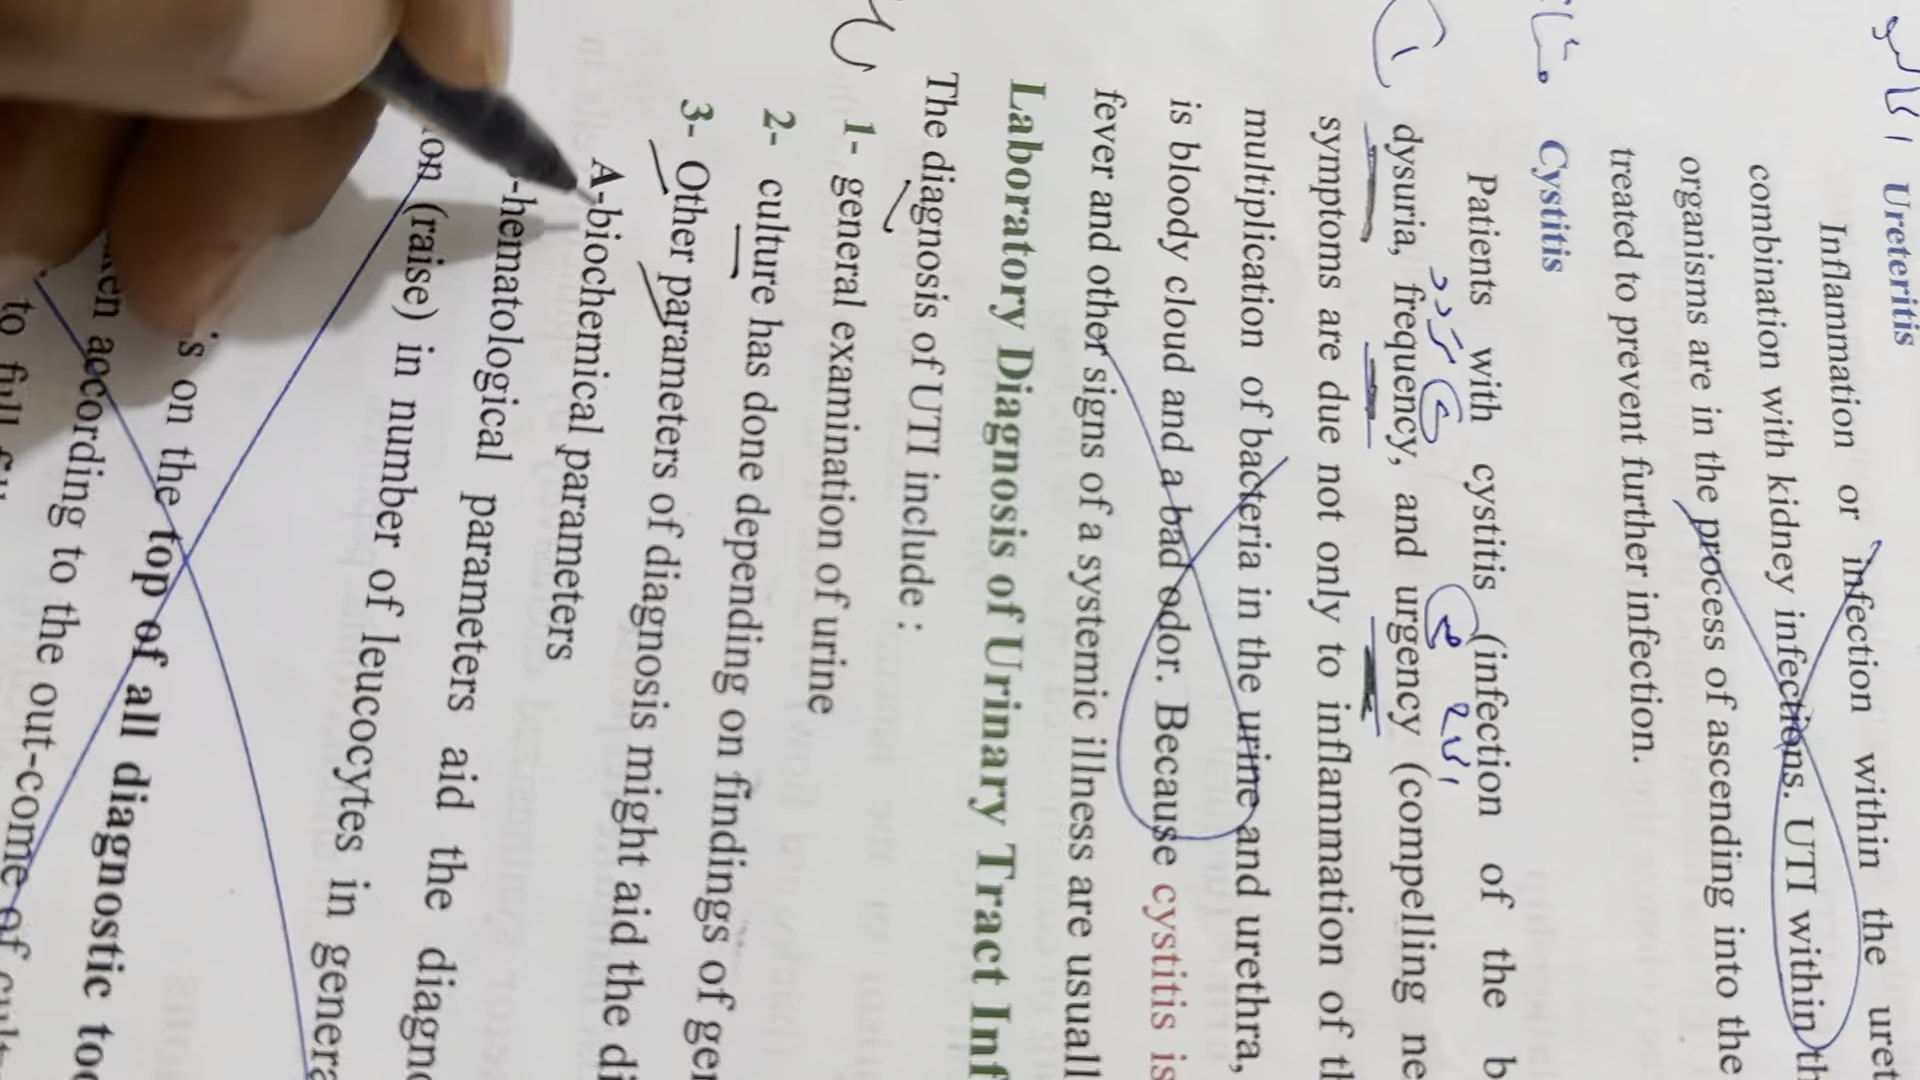 Ureteritis
Inflammation or infection within the uret
combination with kidney infections. UTI within th
organisms are in the process of ascending into the
treated to prevent further infection.
Cystitis
Patients with cystitis (infection of the b
dysuria, frequency, and urgency (compelling ne
symptoms are due not only to inflammation of th
multiplication of bacteria in the urine and urethra,
is bloody cloud and a bad odor. Because cystitis is
fever and other signs of a systemic illness are usuall
Laboratory Diagnosis of Urinary Tract Inf
The diagnosis of UTI include :
1- general examination of urine
2- culture has done depending on findings of ger
3- Other parameters of diagnosis might aid the di
A-biochemical parameters
-hematological parameters aid the diagno
on (raise) in number of leucocytes in genera
is on the top of all diagnostic too
en according to the out-come of cult
to full